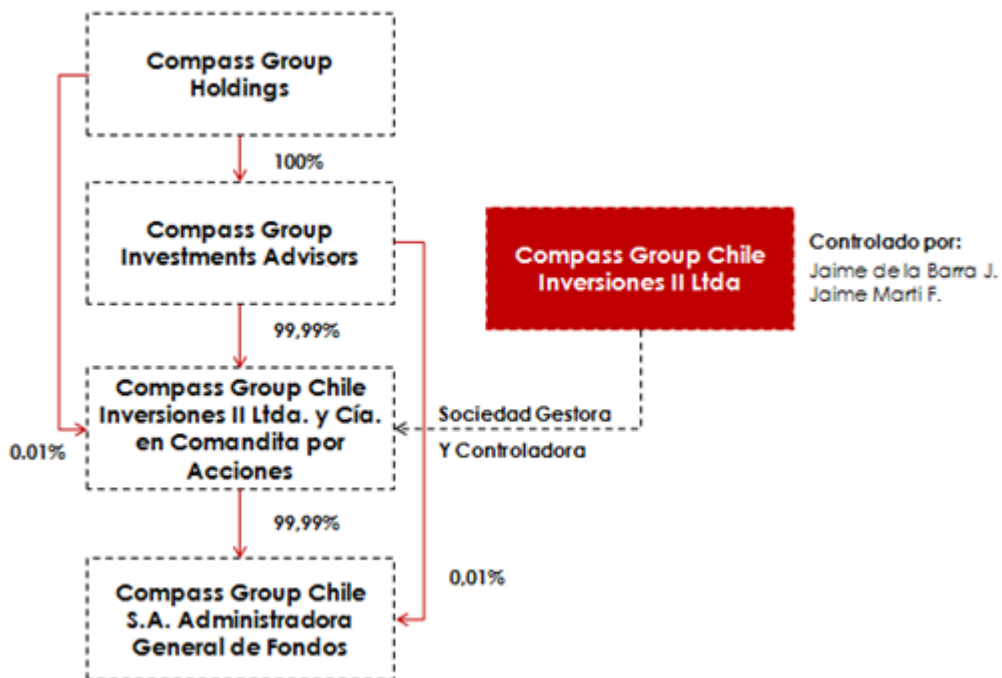 Compass Group
Holdings
100%
Compass Group
Investments Advisors
99,99%
Compass Group Chile
Inversiones II Ltda
Controlado por:
Jaime de la Barra J.
Jaime Marti F.
Compass Group Chile
Inversiones II Ltda. y Cía.
en Comandita por
Acciones
0.01%
Sociedad Gestora
Y Controladora
99,99%
0,01%
Compass Group Chile
S.A. Administradora
General de Fondos